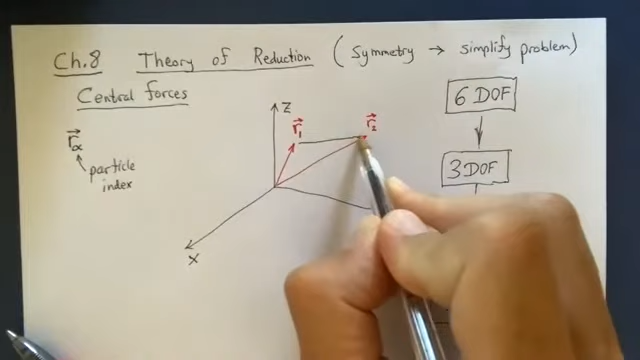 Ch.8 Theory of Reduction (Symmetry → simplify problem)
Central forces
6 DOF
z
r⃗₁
r⃗₂
r⃗α
particle
index
3 DOF
x